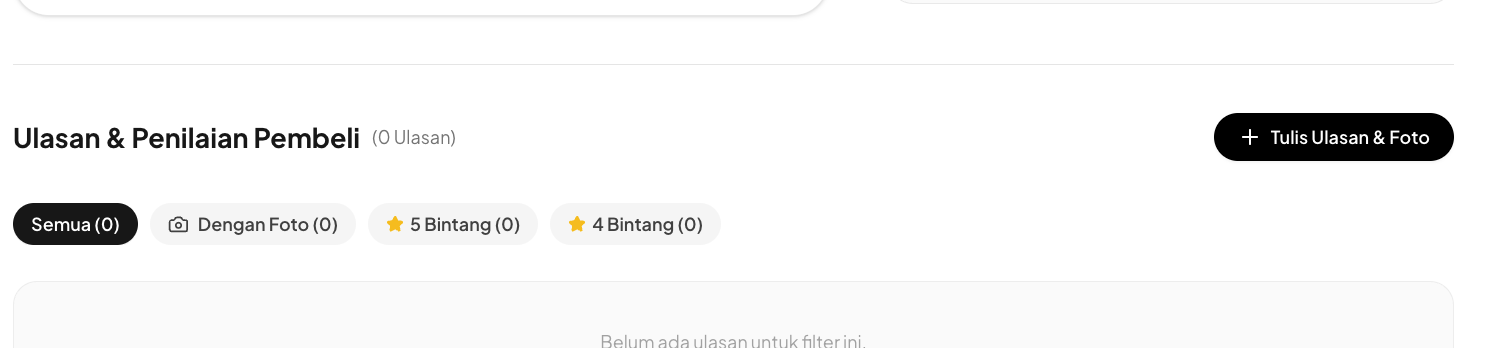 Ulasan & Penilaian Pembeli (0 Ulasan)
Tulis Ulasan & Foto
Semua (0)
Dengan Foto (0)
5 Bintang (0)
4 Bintang (0)
Belum ada ulasan untuk filter ini.